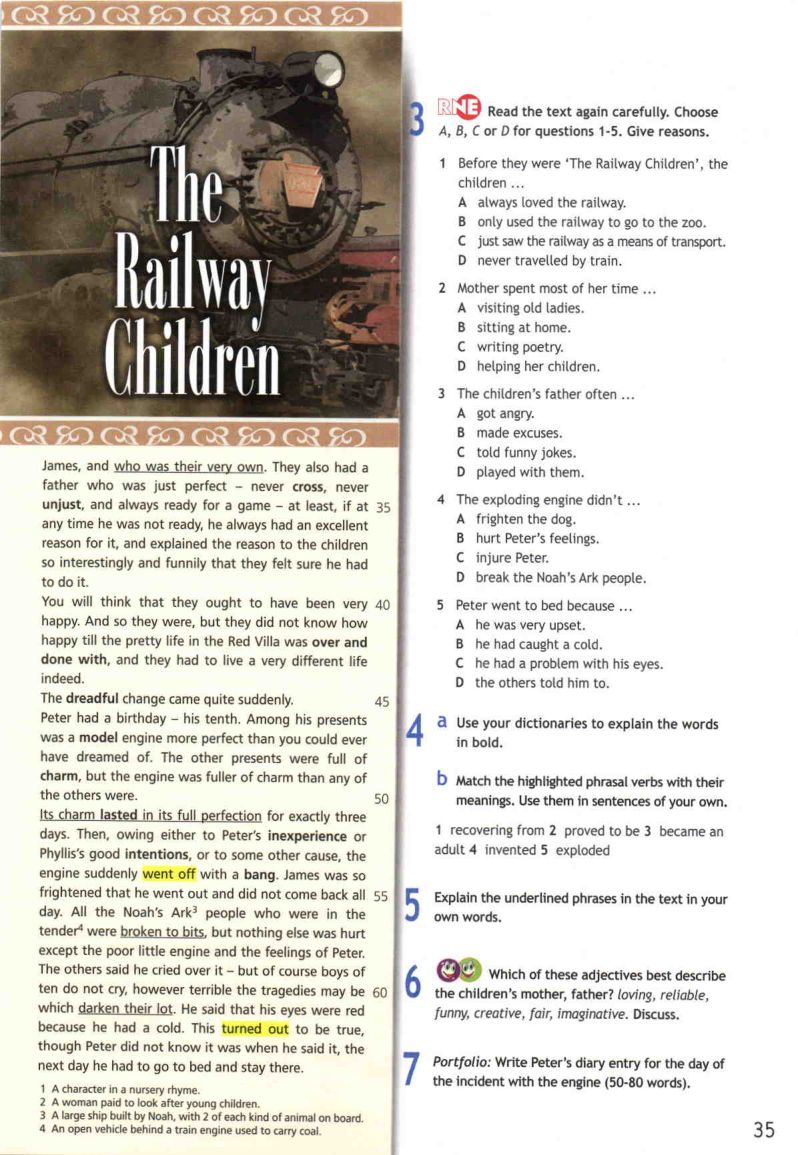 The
Railway
Children
James, and who was their very own. They also had a
father who was just perfect – never cross, never
unjust, and always ready for a game – at least, if at 35
any time he was not ready, he always had an excellent
reason for it, and explained the reason to the children
so interestingly and funnily that they felt sure he had
to do it.
You will think that they ought to have been very 40
happy. And so they were, but they did not know how
happy till the pretty life in the Red Villa was over and
done with, and they had to live a very different life
indeed.
The dreadful change came quite suddenly. 45
Peter had a birthday – his tenth. Among his presents
was a model engine more perfect than you could ever
have dreamed of. The other presents were full of
charm, but the engine was fuller of charm than any of
the others were. 50
Its charm lasted in its full perfection for exactly three
days. Then, owing either to Peter's inexperience or
Phyllis's good intentions, or to some other cause, the
engine suddenly went off with a bang. James was so
frightened that he went out and did not come back all 55
day. All the Noah's Ark3 people who were in the
tender4 were broken to bits, but nothing else was hurt
except the poor little engine and the feelings of Peter.
The others said he cried over it – but of course boys of
ten do not cry, however terrible the tragedies may be 60
which darken their lot. He said that his eyes were red
because he had a cold. This turned out to be true,
though Peter did not know it was when he said it, the
next day he had to go to bed and stay there.
1 A character in a nursery rhyme.
2 A woman paid to look after young children.
3 A large ship built by Noah, with 2 of each kind of animal on board.
4 An open vehicle behind a train engine used to carry coal.
3 RNE Read the text again carefully. Choose
A, B, C or D for questions 1-5. Give reasons.
1 Before they were 'The Railway Children', the
children ...
A always loved the railway.
B only used the railway to go to the zoo.
C just saw the railway as a means of transport.
D never travelled by train.
2 Mother spent most of her time ...
A visiting old ladies.
B sitting at home.
C writing poetry.
D helping her children.
3 The children's father often ...
A got angry.
B made excuses.
C told funny jokes.
D played with them.
4 The exploding engine didn't ...
A frighten the dog.
B hurt Peter's feelings.
C injure Peter.
D break the Noah's Ark people.
5 Peter went to bed because ...
A he was very upset.
B he had caught a cold.
C he had a problem with his eyes.
D the others told him to.
4 a Use your dictionaries to explain the words
in bold.
b Match the highlighted phrasal verbs with their
meanings. Use them in sentences of your own.
1 recovering from 2 proved to be 3 became an
adult 4 invented 5 exploded
5 Explain the underlined phrases in the text in your
own words.
6 Which of these adjectives best describe
the children's mother, father? loving, reliable,
funny, creative, fair, imaginative. Discuss.
7 Portfolio: Write Peter's diary entry for the day of
the incident with the engine (50-80 words).
35